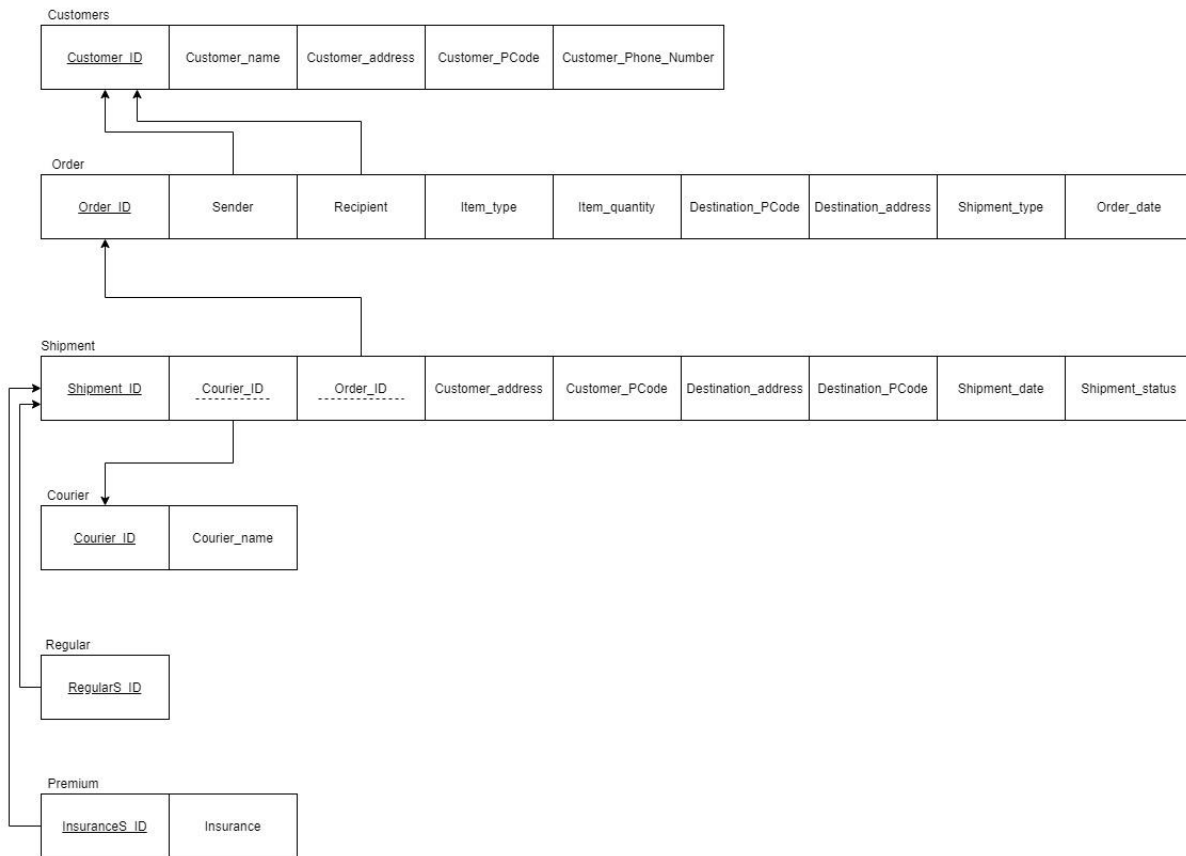 Customers
Customer_ID Customer_name Customer_address Customer_PCode Customer_Phone_Number
Order
Order_ID Sender Recipient Item_type Item_quantity Destination_PCode Destination_address Shipment_type Order_date
Shipment
Shipment_ID Courier_ID Order_ID Customer_address Customer_PCode Destination_address Destination_PCode Shipment_date Shipment_status
Courier
Courier_ID Courier_name
Regular
RegularS_ID
Premium
InsuranceS_ID Insurance